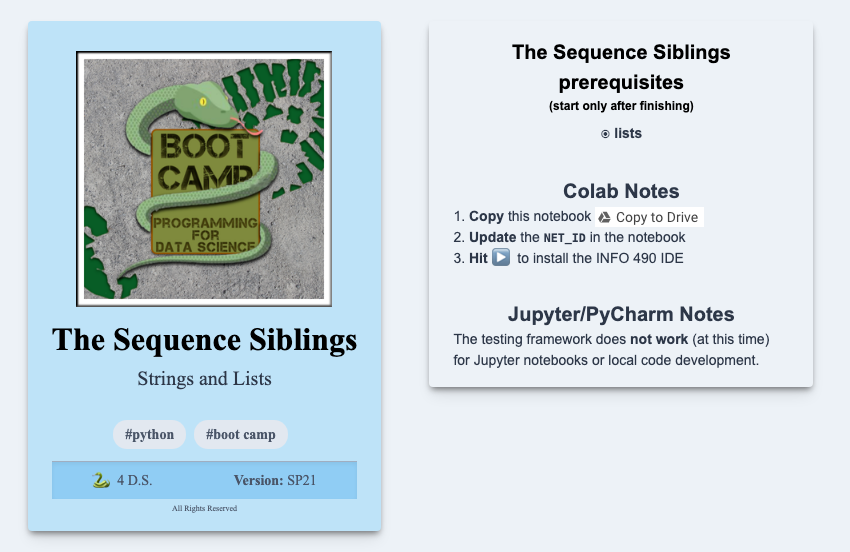 BOOT
CAMP
PROGRAMMING
FOR
DATA SCIENCE
The Sequence Siblings
Strings and Lists
#python #boot camp
4 D.S. Version: SP21
All Rights Reserved
The Sequence Siblings
prerequisites
(start only after finishing)
⦿ lists
Colab Notes
1. Copy this notebook Copy to Drive
2. Update the NET_ID in the notebook
3. Hit ▶ to install the INFO 490 IDE
Jupyter/PyCharm Notes
The testing framework does not work (at this time)
for Jupyter notebooks or local code development.